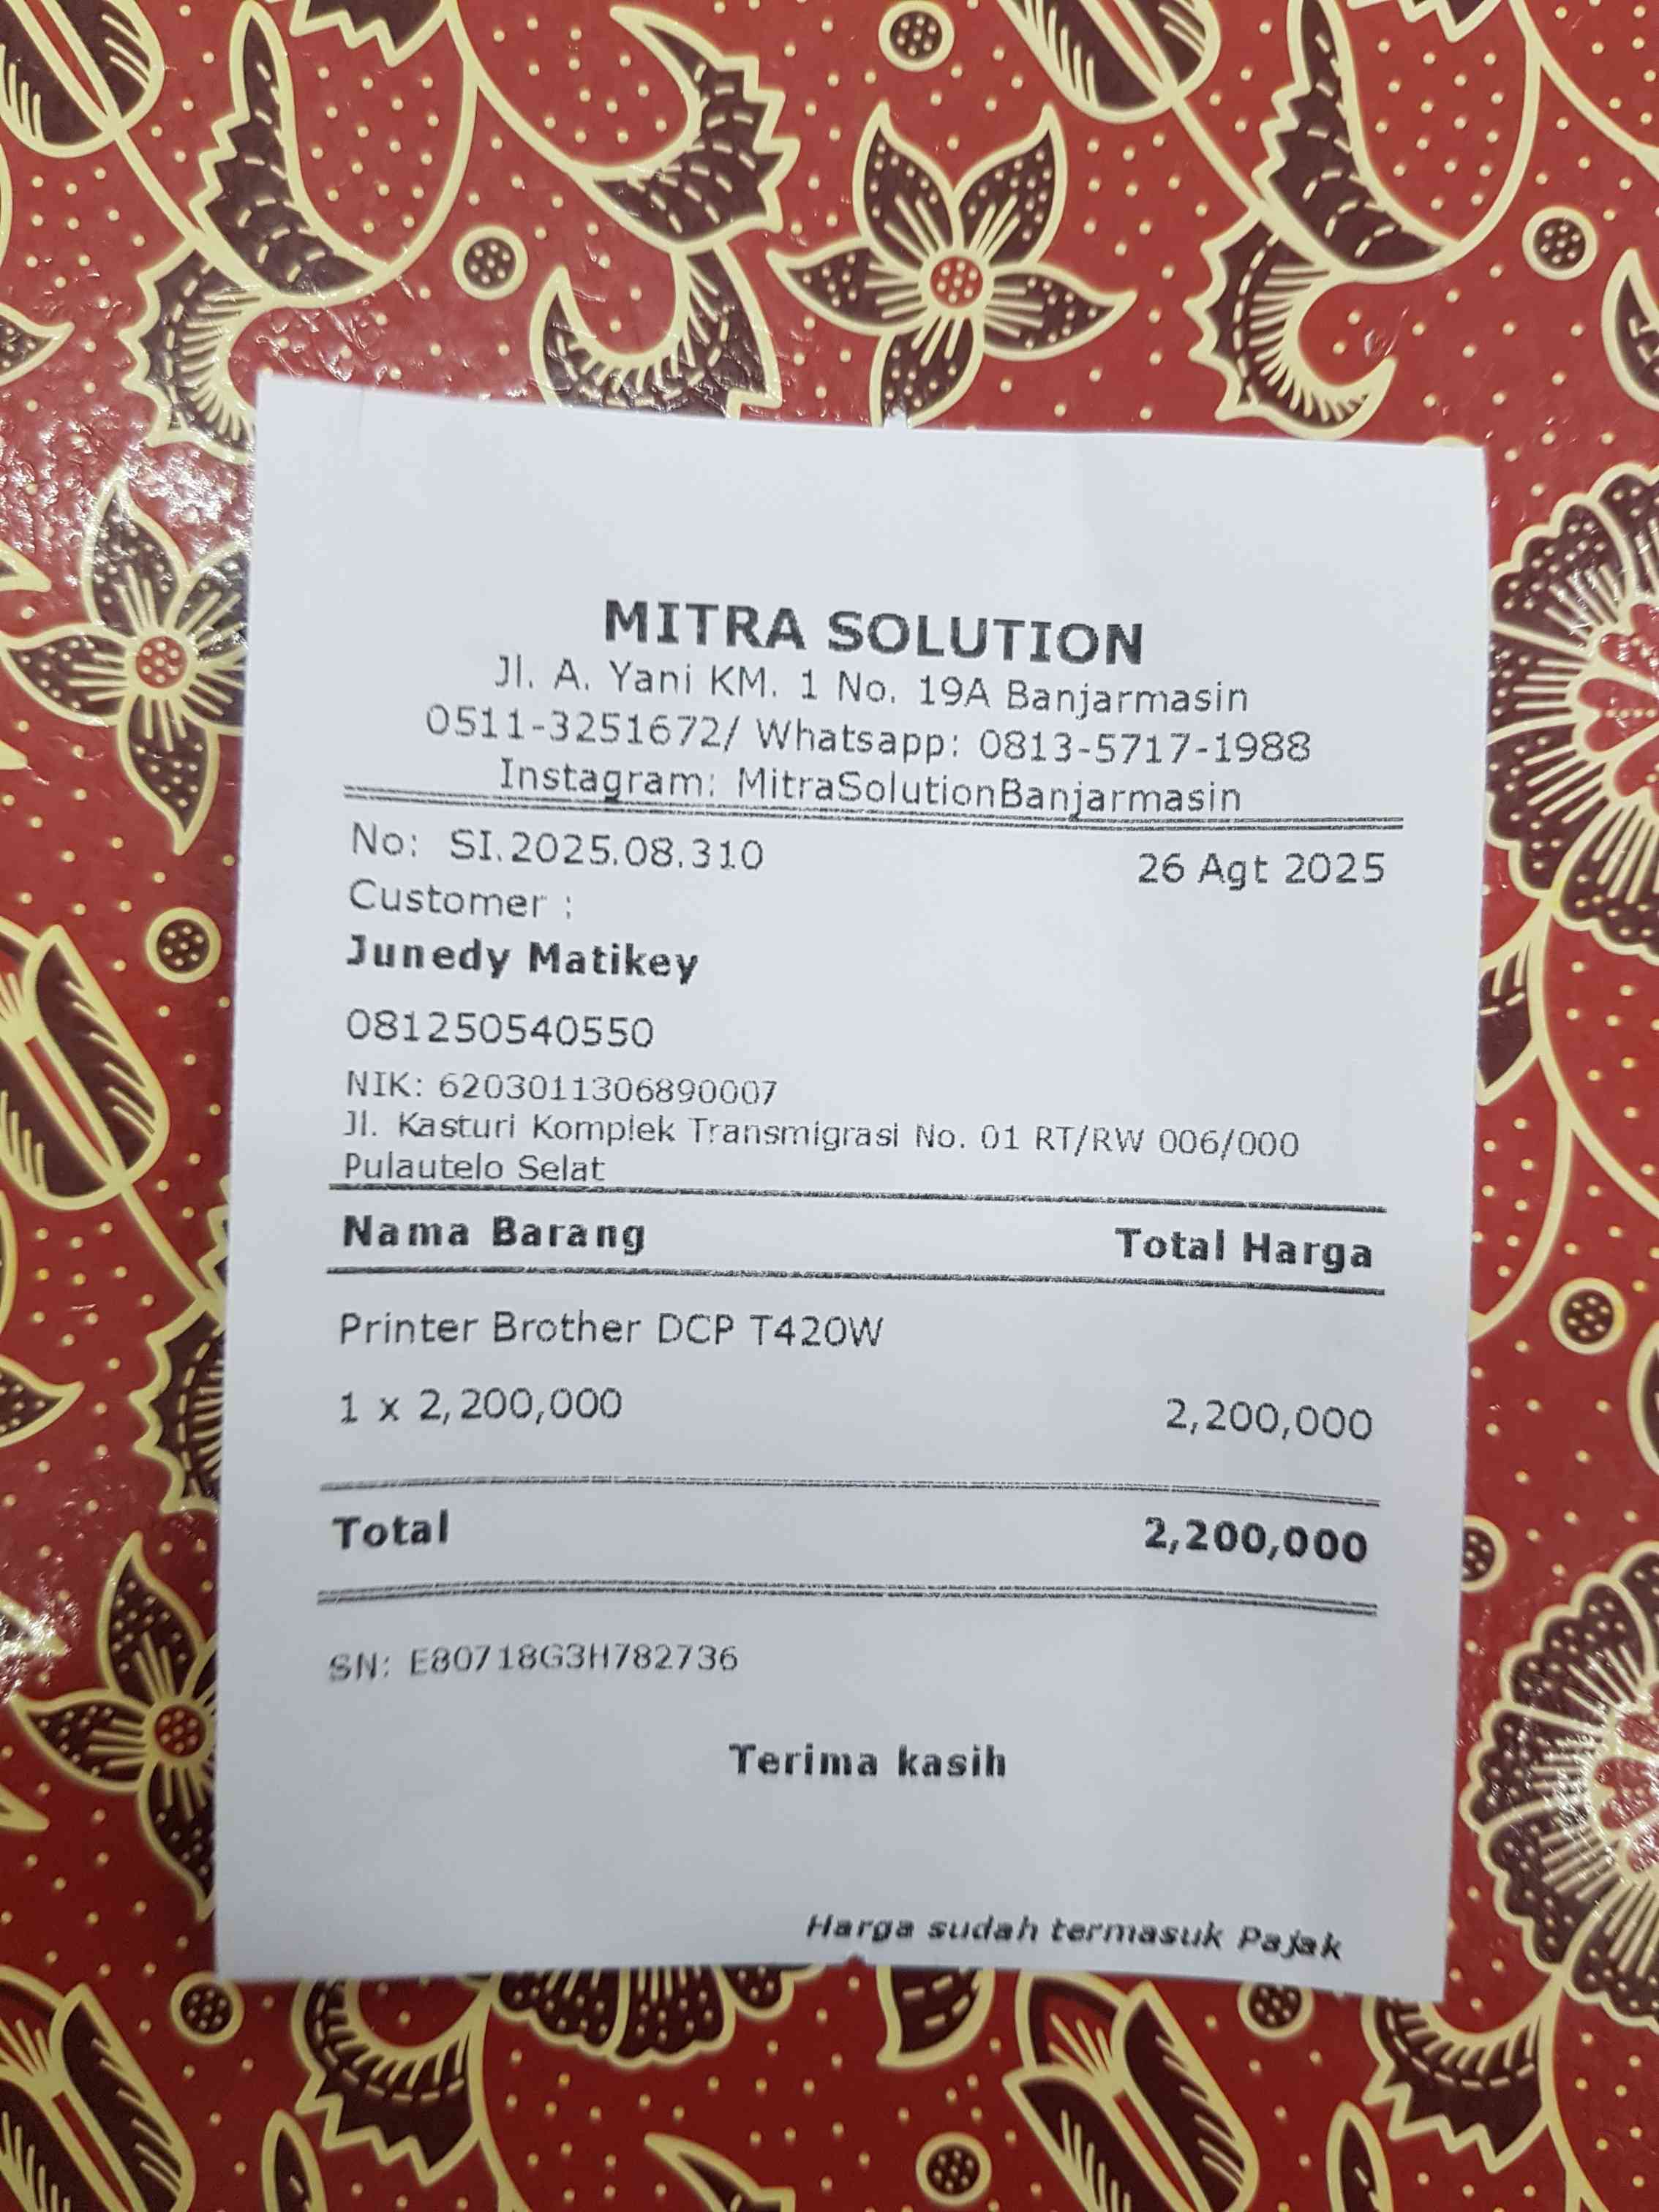 MITRA SOLUTION
Jl. A. Yani KM. 1 No. 19A Banjarmasin
0511-3251672/ Whatsapp: 0813-5717-1988
Instagram: MitraSolutionBanjarmasin
No: SI.2025.08.310 26 Agt 2025
Customer :
Junedy Matikey
081250540550
NIK: 6203011306890007
Jl. Kasturi Komplek Transmigrasi No. 01 RT/RW 006/000
Pulautelo Selat
Nama Barang Total Harga
Printer Brother DCP T420W
1 x 2,200,000 2,200,000
Total 2,200,000
SN: E80718G3H782736
Terima kasih
Harga sudah termasuk Pajak